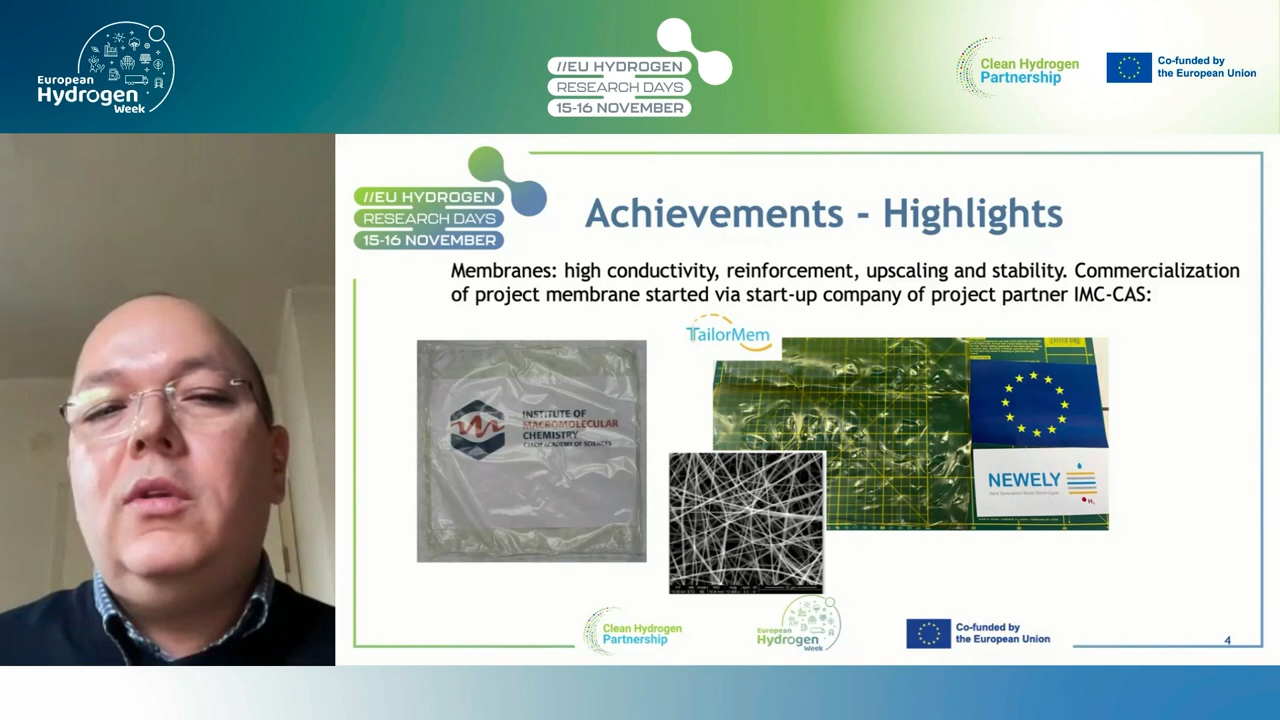 European
Hydrogen
Week
//EU HYDROGEN
RESEARCH DAYS
15-16 NOVEMBER
Clean Hydrogen
Partnership
Co-funded by
the European Union
//EU HYDROGEN
RESEARCH DAYS
15-16 NOVEMBER
Achievements - Highlights
Membranes: high conductivity, reinforcement, upscaling and stability. Commercialization
of project membrane started via start-up company of project partner IMC-CAS:
TailorMem
INSTITUTE OF
MACROMOLECULAR
CHEMISTRY
CZECH ACADEMY OF SCIENCES
NEWELY
H₂
Clean Hydrogen
Partnership
European
Hydrogen
Week
Co-funded by
the European Union
4